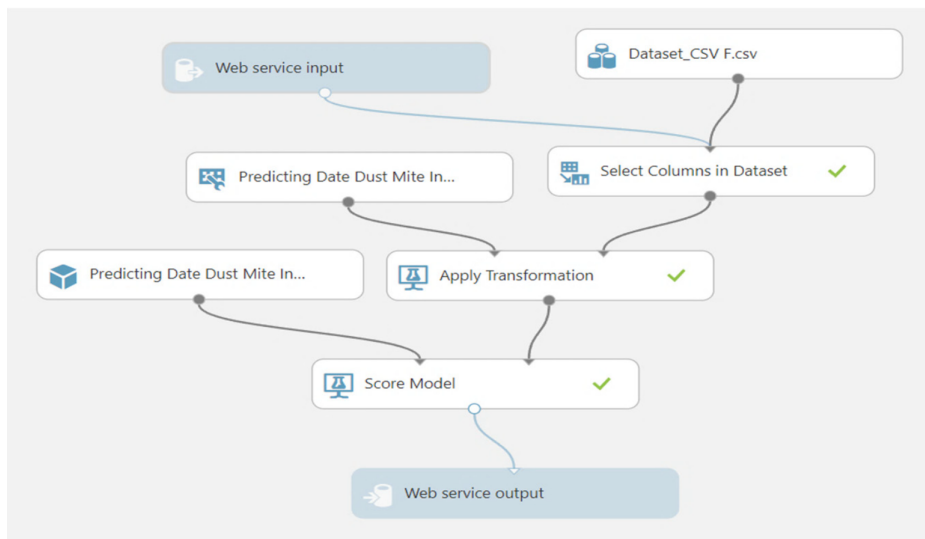 Dataset_CSV F.csv
Web service input
Select Columns in Dataset
Predicting Date Dust Mite In...
Predicting Date Dust Mite In...
Apply Transformation
Score Model
Web service output